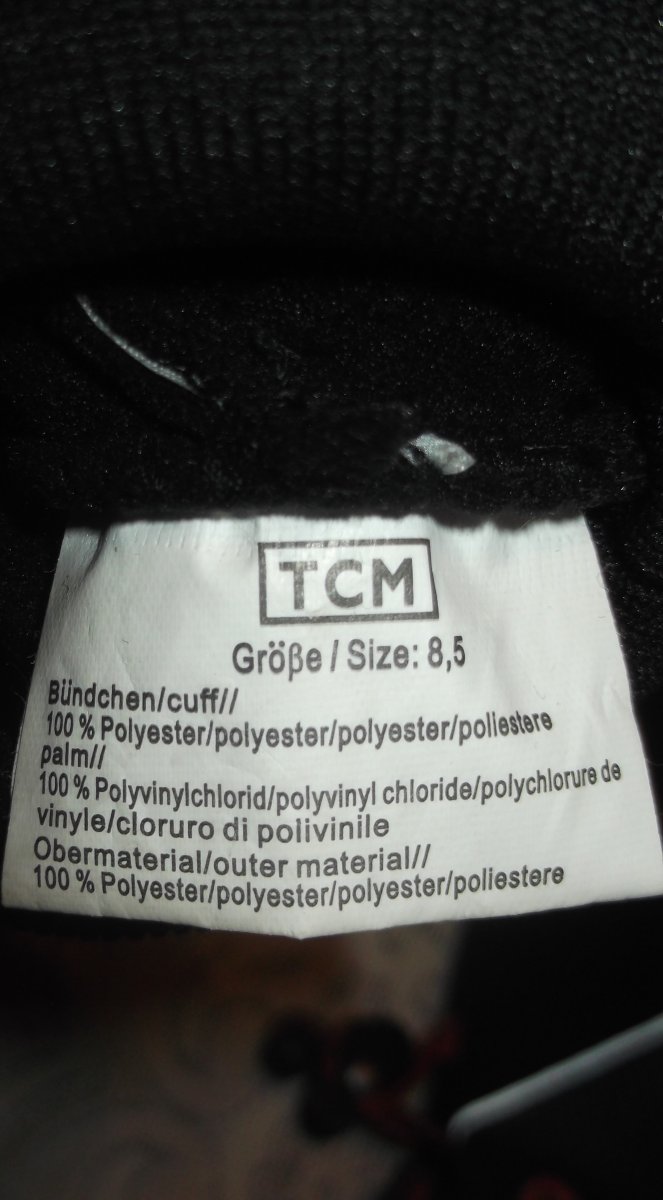 TCM
Größe / Size: 8,5
Bündchen/cuff//
100 % Polyester/polyester/polyester/poliestere
palm//
100 % Polyvinylchlorid/polyvinyl chloride/polychlorure de
vinyle/cloruro di polivinile
Obermaterial/outer material//
100 % Polyester/polyester/polyester/poliestere